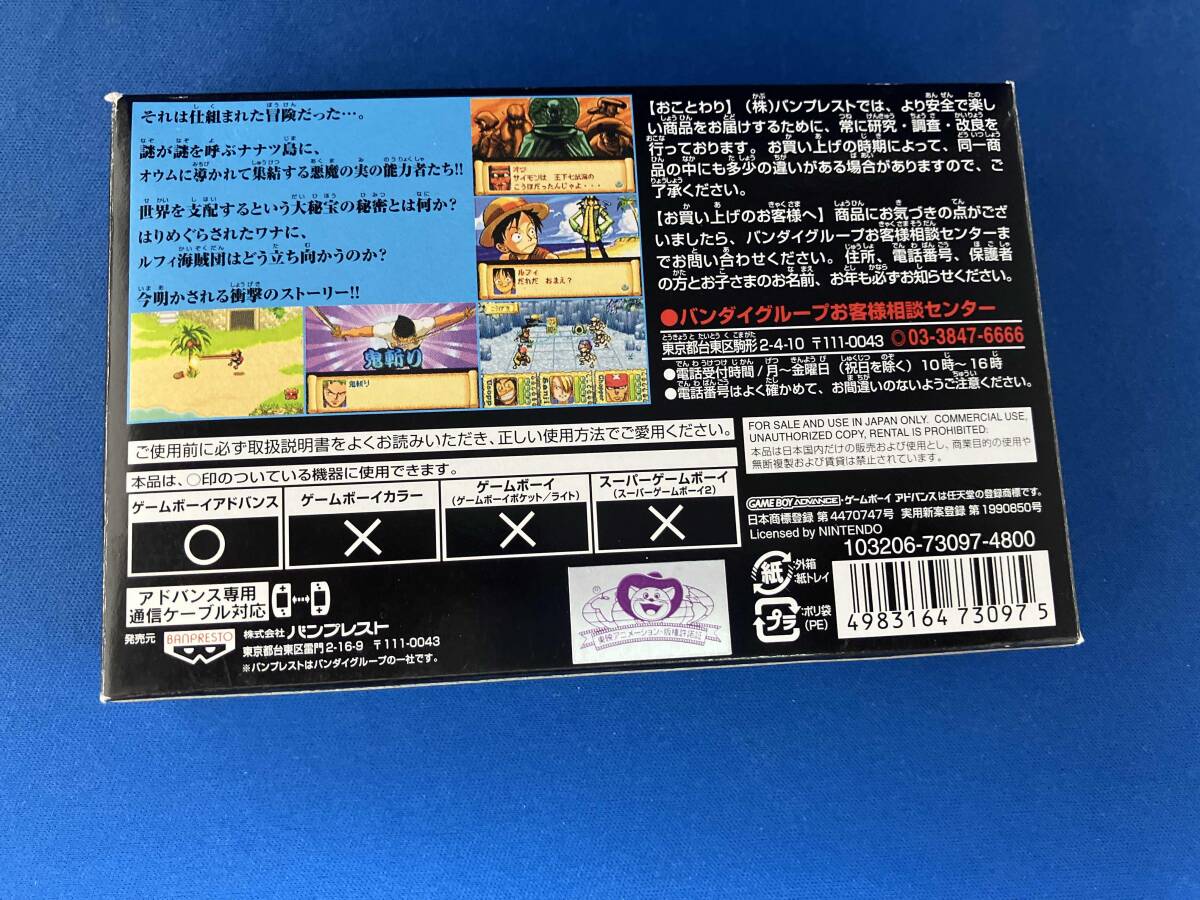 それは仕組まれた冒険だった…。
謎が謎を呼ぶナナツ島に、
オウムに導かれて集結する悪魔の実の能力者たち!!
世界を支配するという大秘宝の秘密とは何か?
はりめぐらされたワナに、
ルフィ海賊団はどう立ち向かうのか?
今明かされる衝撃のストーリー!!
サイモンは 王下七武海の
こうほだったんじゃよ・・・
ルフィ
だれだ おまえ?
鬼斬り
鬼斬り
Usopp
Sanji
【おことわり】(株)バンプレストでは、より安全で楽し
い商品をお届けするために、常に研究・調査・改良を
行っております。お買い上げの時期によって、同一商
品の中にも多少の違いがある場合がありますので、ご
了承ください。
【お買い上げのお客様へ】商品にお気づきの点がござ
いましたら、バンダイグループお客様相談センターま
でお問い合わせください。住所、電話番号、保護者
の方とお子さまのお名前、お年も必ずお知らせください。
●バンダイグループお客様相談センター
東京都台東区駒形2-4-10 〒111-0043 ◎03-3847-6666
●電話受付時間/月〜金曜日(祝日を除く)10時〜16時
●電話番号はよく確かめて、お間違いのないようご注意ください。
ご使用前に必ず取扱説明書をよくお読みいただき、正しい使用方法でご愛用ください。
本品は、○印のついている機器に使用できます。
ゲームボーイアドバンス
○
ゲームボーイカラー
×
ゲームボーイ
(ゲームボーイポケット/ライト)
×
スーパーゲームボーイ
(スーパーゲームボーイ2)
×
FOR SALE AND USE IN JAPAN ONLY. COMMERCIAL USE,
UNAUTHORIZED COPY, RENTAL IS PROHIBITED.
本品は日本国内だけの販売および使用とし、商業目的の使用や
無断複製および賃貸は禁止されています。
GAME BOY ADVANCE・ゲームボーイ アドバンスは任天堂の登録商標です。
日本商標登録 第4470747号 実用新案登録 第1990850号
Licensed by NINTENDO
103206-73097-4800
アドバンス専用
通信ケーブル対応
発売元 BANPRESTO 株式会社 バンプレスト
東京都台東区雷門2-16-9 〒111-0043
※バンプレストはバンダイグループの一社です。
東映アニメーション・版権許諾証
紙 :外箱
:紙トレイ
プラ :ポリ袋
(PE)
4983164 730975